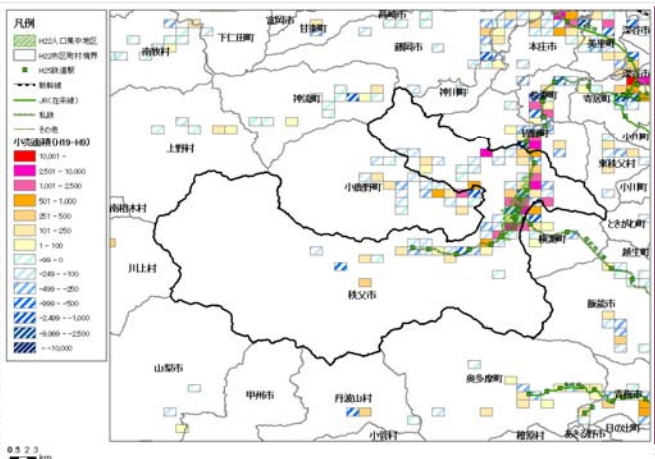 凡例
H22人口集中地区
H22市区町村境界
H25鉄道駅
新幹線
JR(在来線)
私鉄
その他
小売面積(H19-H9)
10,001 -
2,501 - 10,000
1,001 - 2,500
501 - 1,000
251 - 500
101 - 250
1 - 100
-99 - 0
-249 - -100
-499 - -250
-999 - -500
-2,499 - -1,000
-9,999 - -2,500
- -10,000
富岡市
甘楽町
高崎市
下仁田町
南牧村
藤岡市
本庄市
美里町
深谷市
神川町
神流町
寄居町
上野村
小川町
東秩父村
小鹿野町
小川町
南相木村
ときがわ町
横瀬町
越生町
川上村
秩父市
飯能市
山梨市
奥多摩町
甲州市
丹波山村
青梅市
小菅村
檜原村
あきる野市
日の出町
0 .5 2 3
km